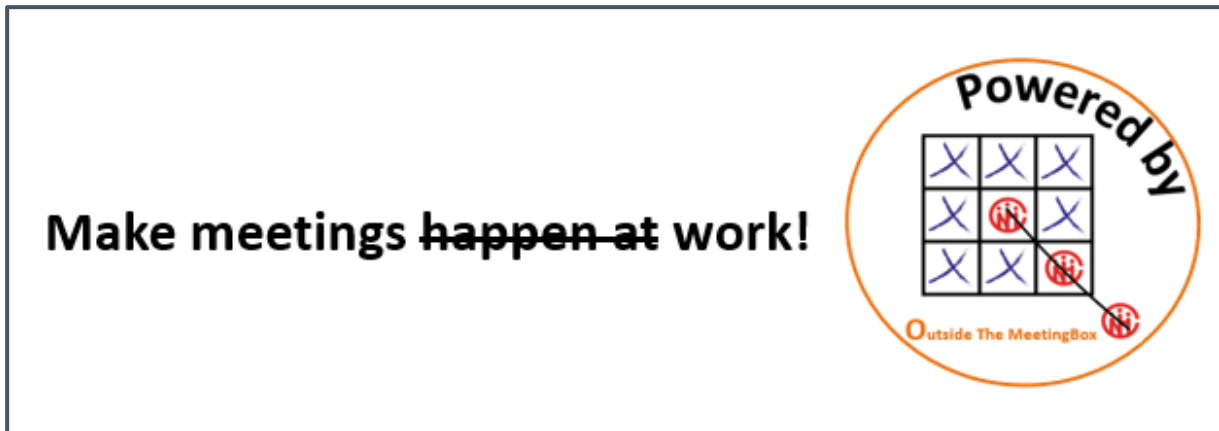 Make meetings ~~happen at~~ work!
Powered by
X X X
X X
X X
Outside The MeetingBox